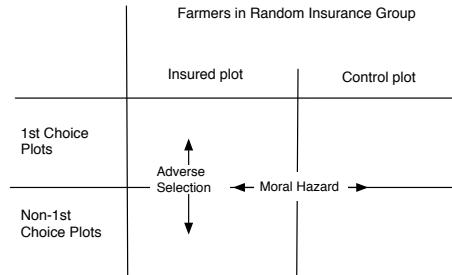 Farmers in Random Insurance Group
Insured plot
Control plot
1st Choice
Plots
Adverse
Selection
Moral Hazard
Non-1st
Choice Plots